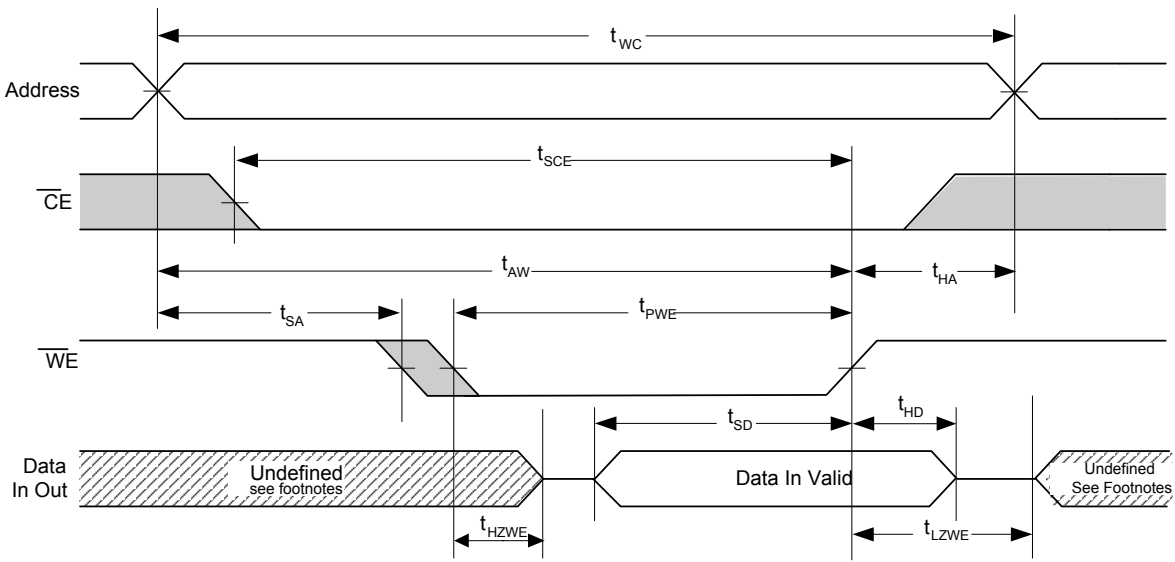 tWC
Address
tSCE
CE
tAW
tHA
tSA
tPWE
WE
tSD
tHD
Data
In Out
Undefined
see footnotes
Data In Valid
Undefined
See Footnotes
tHZWE
tLZWE